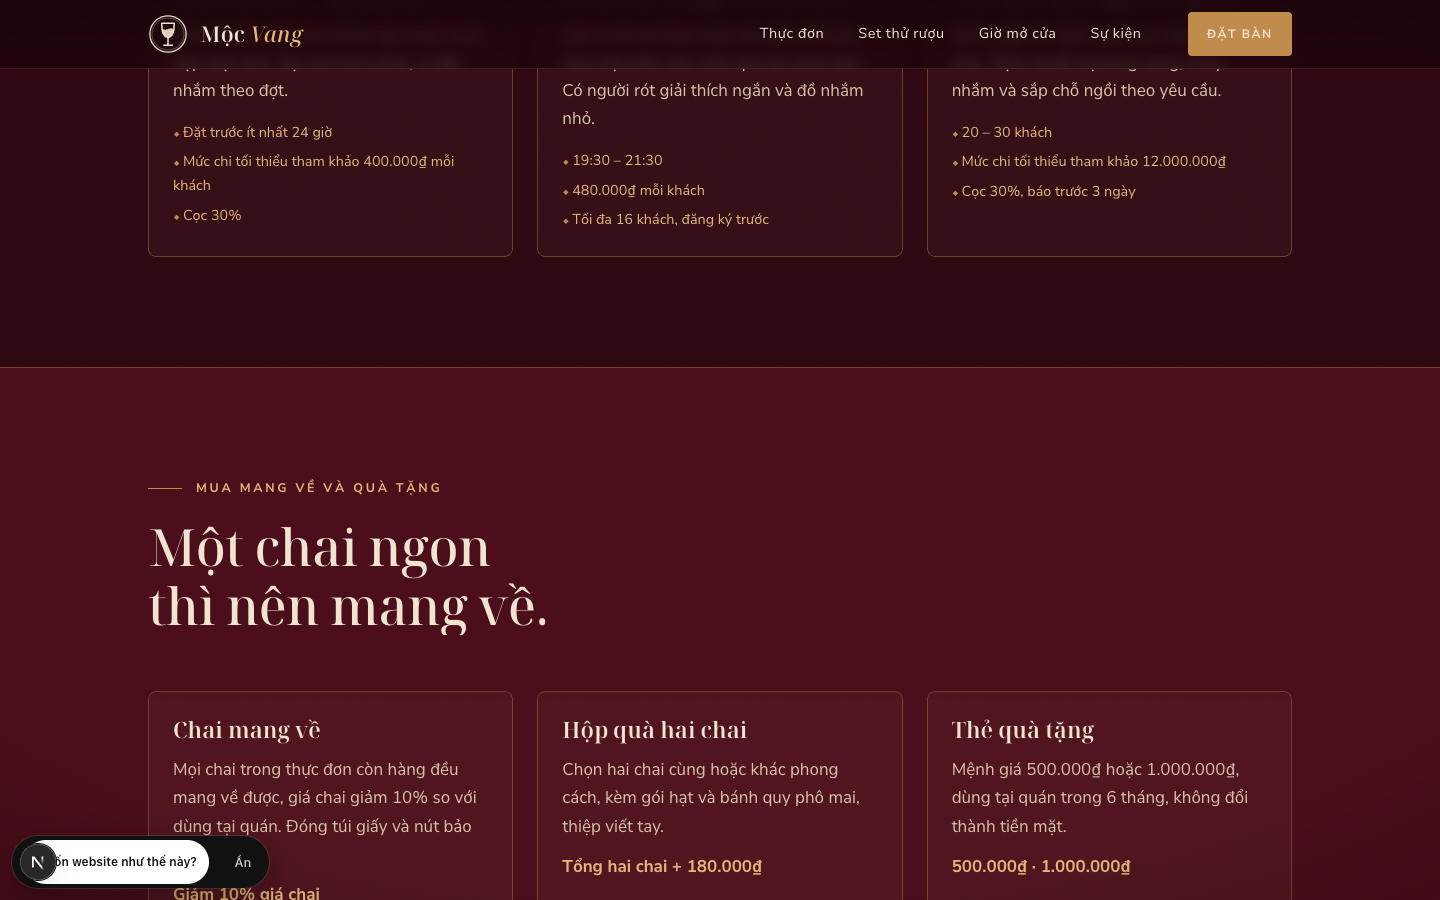 Mộc Vang
Thực đơn
Set thử rượu
Giờ mở cửa
Sự kiện
ĐẶT BÀN
nhắm theo đợt.
Đặt trước ít nhất 24 giờ
Mức chi tối thiểu tham khảo 400.000₫ mỗi
khách
Cọc 30%
Có người rót giải thích ngắn và đồ nhắm
nhỏ.
19:30 – 21:30
480.000₫ mỗi khách
Tối đa 16 khách, đăng ký trước
nhắm và sắp chỗ ngồi theo yêu cầu.
20 – 30 khách
Mức chi tối thiểu tham khảo 12.000.000₫
Cọc 30%, báo trước 3 ngày
MUA MANG VỀ VÀ QUÀ TẶNG
Một chai ngon
thì nên mang về.
Chai mang về
Mọi chai trong thực đơn còn hàng đều
mang về được, giá chai giảm 10% so với
dùng tại quán. Đóng túi giấy và nút bảo
Giảm 10% giá chai
Hộp quà hai chai
Chọn hai chai cùng hoặc khác phong
cách, kèm gói hạt và bánh quy phô mai,
thiệp viết tay.
Tổng hai chai + 180.000₫
Thẻ quà tặng
Mệnh giá 500.000₫ hoặc 1.000.000₫,
dùng tại quán trong 6 tháng, không đổi
thành tiền mặt.
500.000₫ · 1.000.000₫
website như thế này?
Ẩn